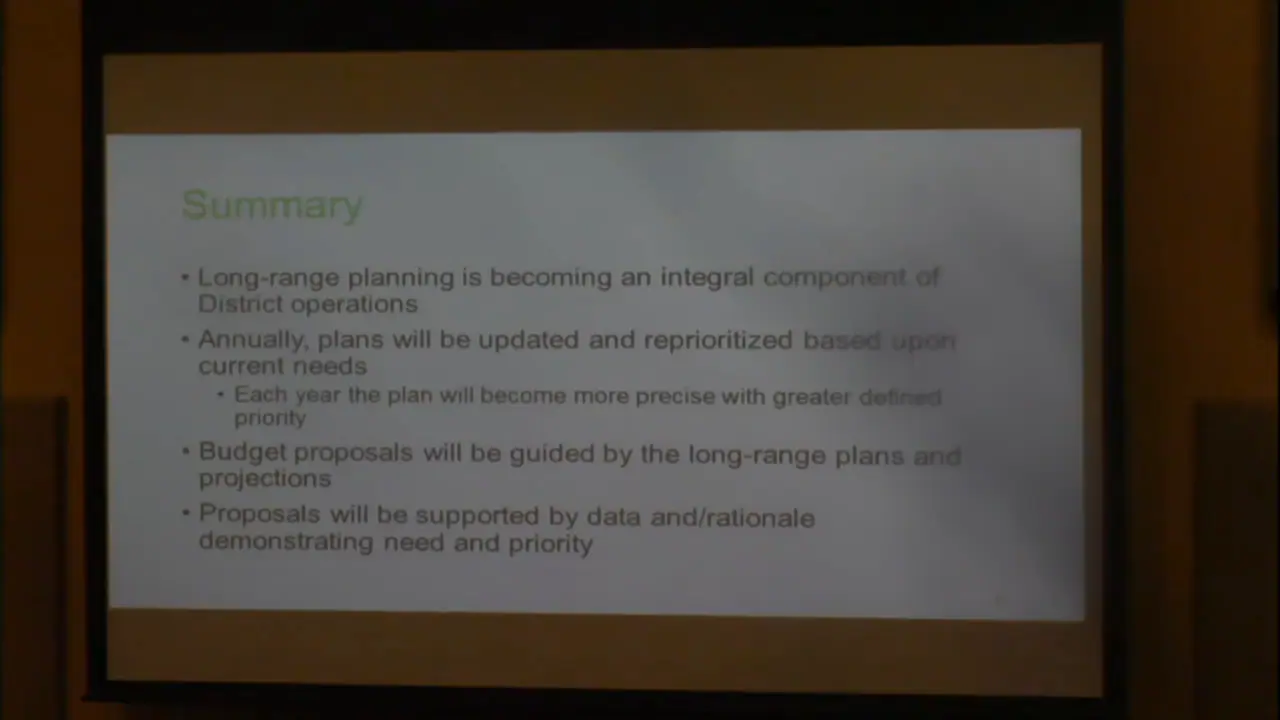 Summary
• Long-range planning is becoming an integral component of
District operations
• Annually, plans will be updated and reprioritized based upon
current needs
• Each year the plan will become more precise with greater defined
priority
• Budget proposals will be guided by the long-range plans and
projections
• Proposals will be supported by data and/rationale
demonstrating need and priority